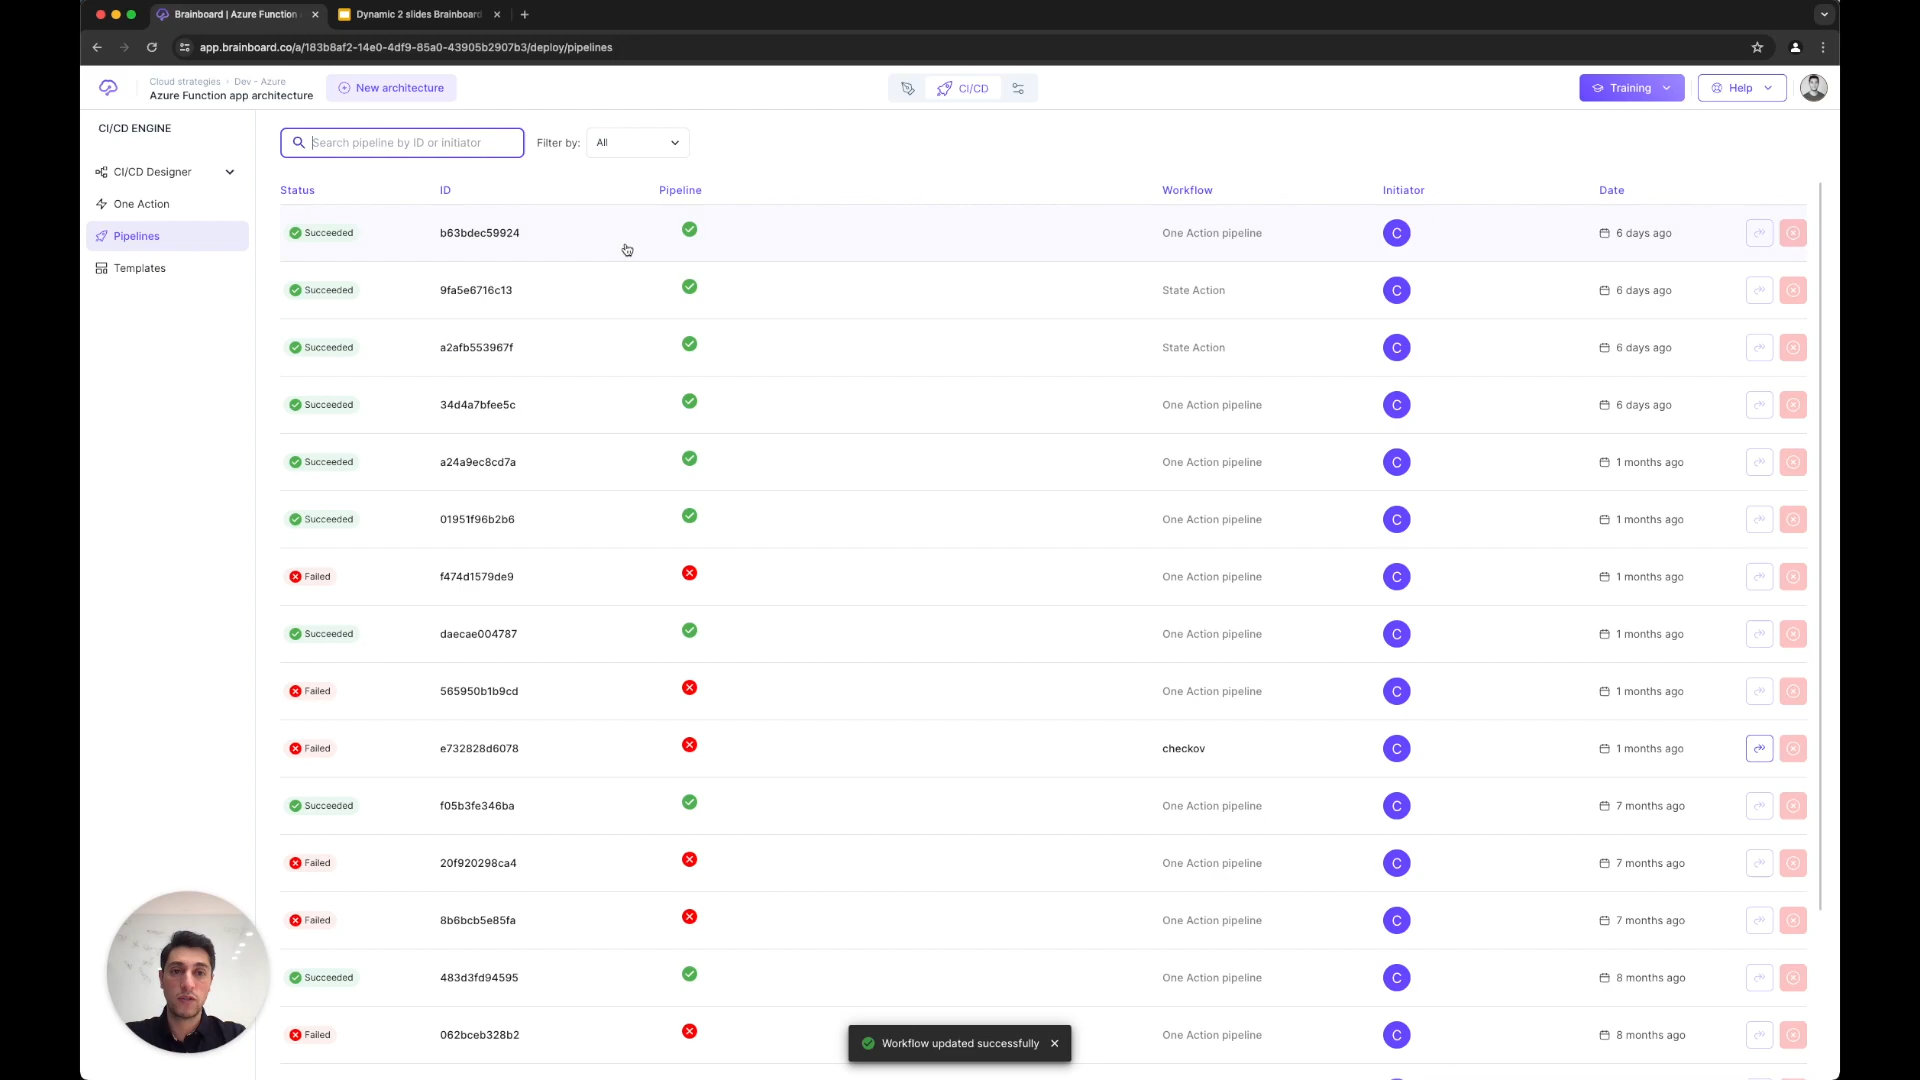 Brainboard | Azure Function
Dynamic 2 slides Brainboard
app.brainboard.co/a/183b8af2-14e0-4df9-85a0-43905b2907b3/deploy/pipelines
Cloud strategies › Dev - Azure
Azure Function app architecture
New architecture
CI/CD
Training
Help
CI/CD ENGINE
CI/CD Designer
One Action
Pipelines
Templates
Search pipeline by ID or initiator
Filter by:
All
Status ID Pipeline Workflow Initiator Date
Succeeded b63bdec59924 One Action pipeline C 6 days ago
Succeeded 9fa5e6716c13 State Action C 6 days ago
Succeeded a2afb553967f State Action C 6 days ago
Succeeded 34d4a7bfee5c One Action pipeline C 6 days ago
Succeeded a24a9ec8cd7a One Action pipeline C 1 months ago
Succeeded 01951f96b2b6 One Action pipeline C 1 months ago
Failed f474d1579de9 One Action pipeline C 1 months ago
Succeeded daecae004787 One Action pipeline C 1 months ago
Failed 565950b1b9cd One Action pipeline C 1 months ago
Failed e732828d6078 checkov C 1 months ago
Succeeded f05b3fe346ba One Action pipeline C 7 months ago
Failed 20f920298ca4 One Action pipeline C 7 months ago
Failed 8b6bcb5e85fa One Action pipeline C 7 months ago
Succeeded 483d3fd94595 One Action pipeline C 8 months ago
Failed 062bceb328b2 One Action pipeline C 8 months ago
Workflow updated successfully